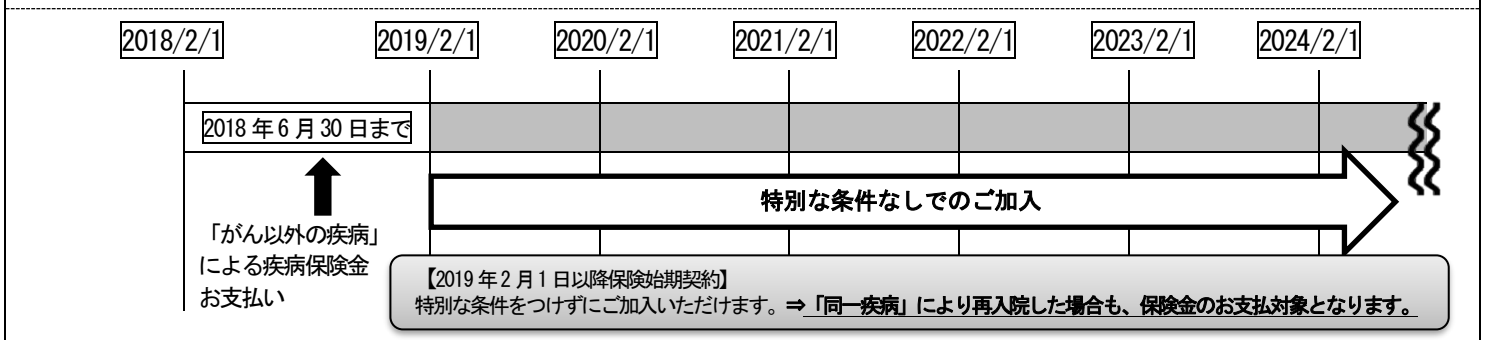 2018/2/1 2019/2/1 2020/2/1 2021/2/1 2022/2/1 2023/2/1 2024/2/1
2018年6月30日まで
特別な条件なしでのご加入
「がん以外の疾病」
による疾病保険金
お支払い
【2019年2月1日以降保険始期契約】
特別な条件をつけずにご加入いただけます。⇒「同一疾病」により再入院した場合も、保険金のお支払対象となります。